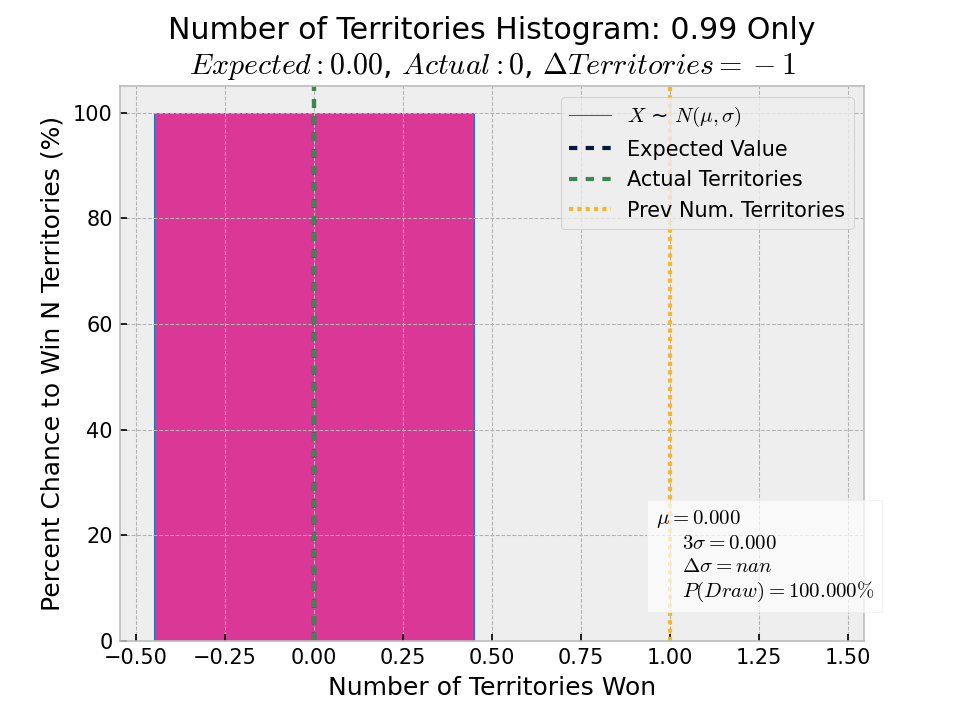 Number of Territories Histogram: 0.99 Only
Expected : 0.00, Actual : 0, ΔTerritories = −1
Percent Chance to Win N Territories (%)
100
80
60
40
20
0
X ~ N(μ, σ)
Expected Value
Actual Territories
Prev Num. Territories
μ = 0.000
3σ = 0.000
Δσ = nan
P(Draw) = 100.000%
−0.50 −0.25 0.00 0.25 0.50 0.75 1.00 1.25 1.50
Number of Territories Won